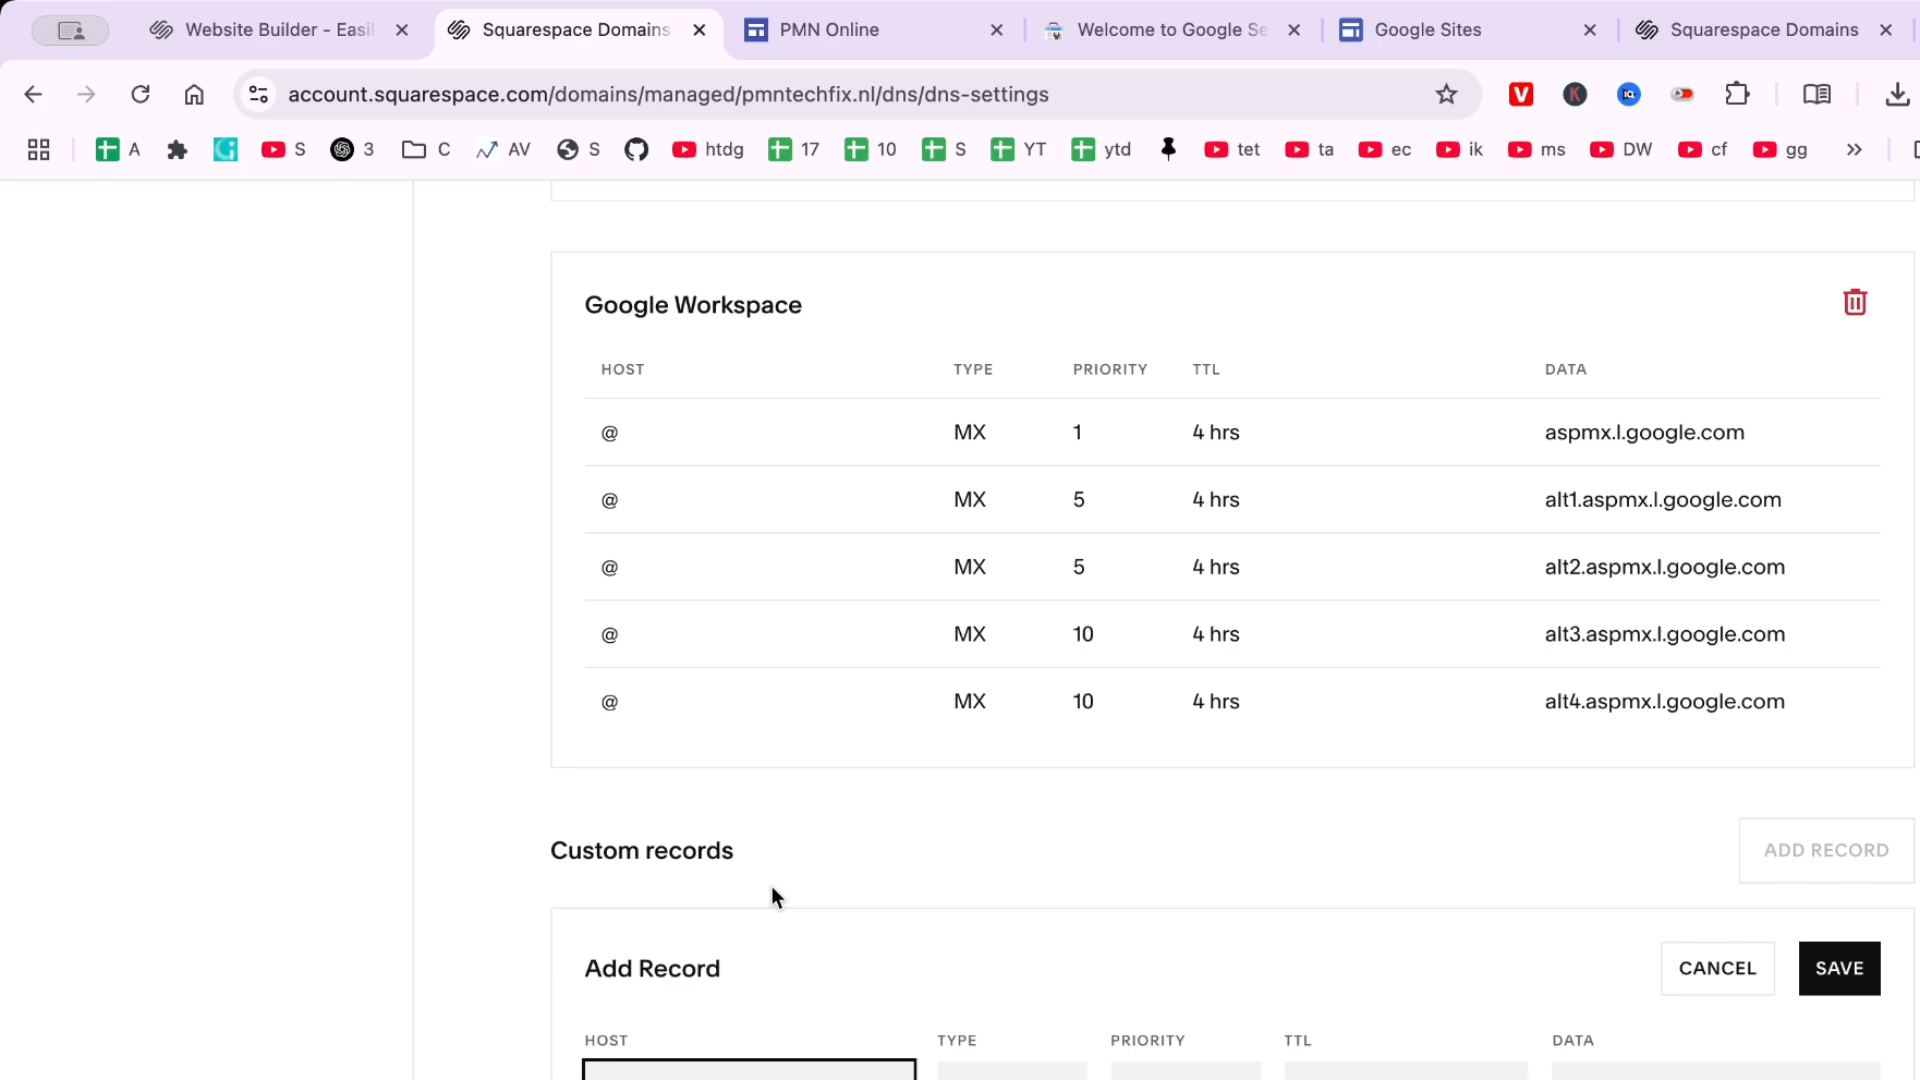 Website Builder - Easil
Squarespace Domains
PMN Online
Welcome to Google Se
Google Sites
Squarespace Domains
account.squarespace.com/domains/managed/pmntechfix.nl/dns/dns-settings
A
S
3
C
AV
S
htdg
17
10
S
YT
ytd
tet
ta
ec
ik
ms
DW
cf
gg
Google Workspace
HOST TYPE PRIORITY TTL DATA
@ MX 1 4 hrs aspmx.l.google.com
@ MX 5 4 hrs alt1.aspmx.l.google.com
@ MX 5 4 hrs alt2.aspmx.l.google.com
@ MX 10 4 hrs alt3.aspmx.l.google.com
@ MX 10 4 hrs alt4.aspmx.l.google.com
Custom records
ADD RECORD
Add Record
CANCEL
SAVE
HOST TYPE PRIORITY TTL DATA